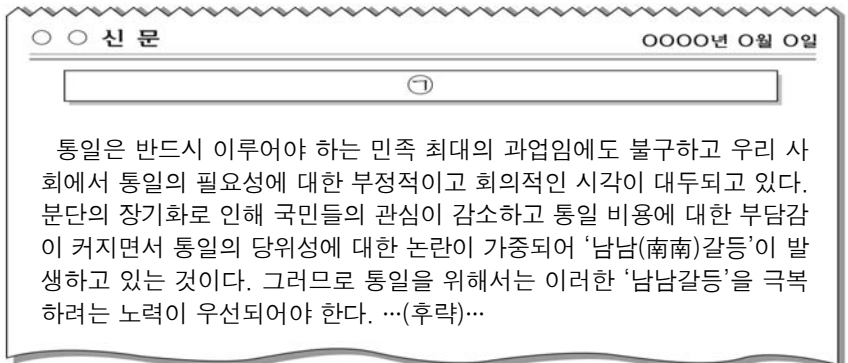 ○ ○ 신 문
OOOO년 O월 O일
㉠
통일은 반드시 이루어야 하는 민족 최대의 과업임에도 불구하고 우리 사
회에서 통일의 필요성에 대한 부정적이고 회의적인 시각이 대두되고 있다.
분단의 장기화로 인해 국민들의 관심이 감소하고 통일 비용에 대한 부담감
이 커지면서 통일의 당위성에 대한 논란이 가중되어 ‘남남(南南)갈등’이 발
생하고 있는 것이다. 그러므로 통일을 위해서는 이러한 ‘남남갈등’을 극복
하려는 노력이 우선되어야 한다. …(후략)…